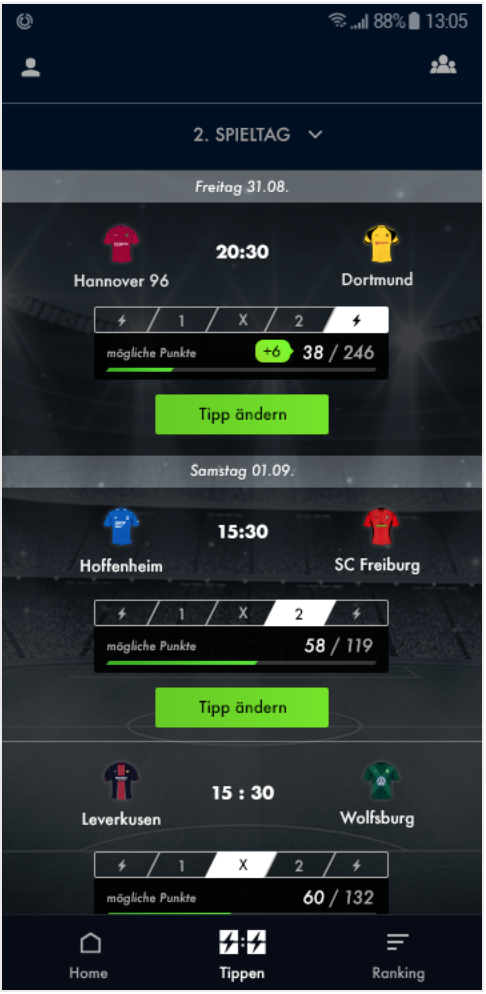 88% 13:05
2. SPIELTAG
Freitag 31.08.
20:30
Hannover 96
Dortmund
1 X 2
mögliche Punkte +6 38 / 246
Tipp ändern
Samstag 01.09.
15:30
Hoffenheim
SC Freiburg
1 X 2
mögliche Punkte 58 / 119
Tipp ändern
15 : 30
Leverkusen
Wolfsburg
1 X 2
mögliche Punkte 60 / 132
Home Tippen Ranking